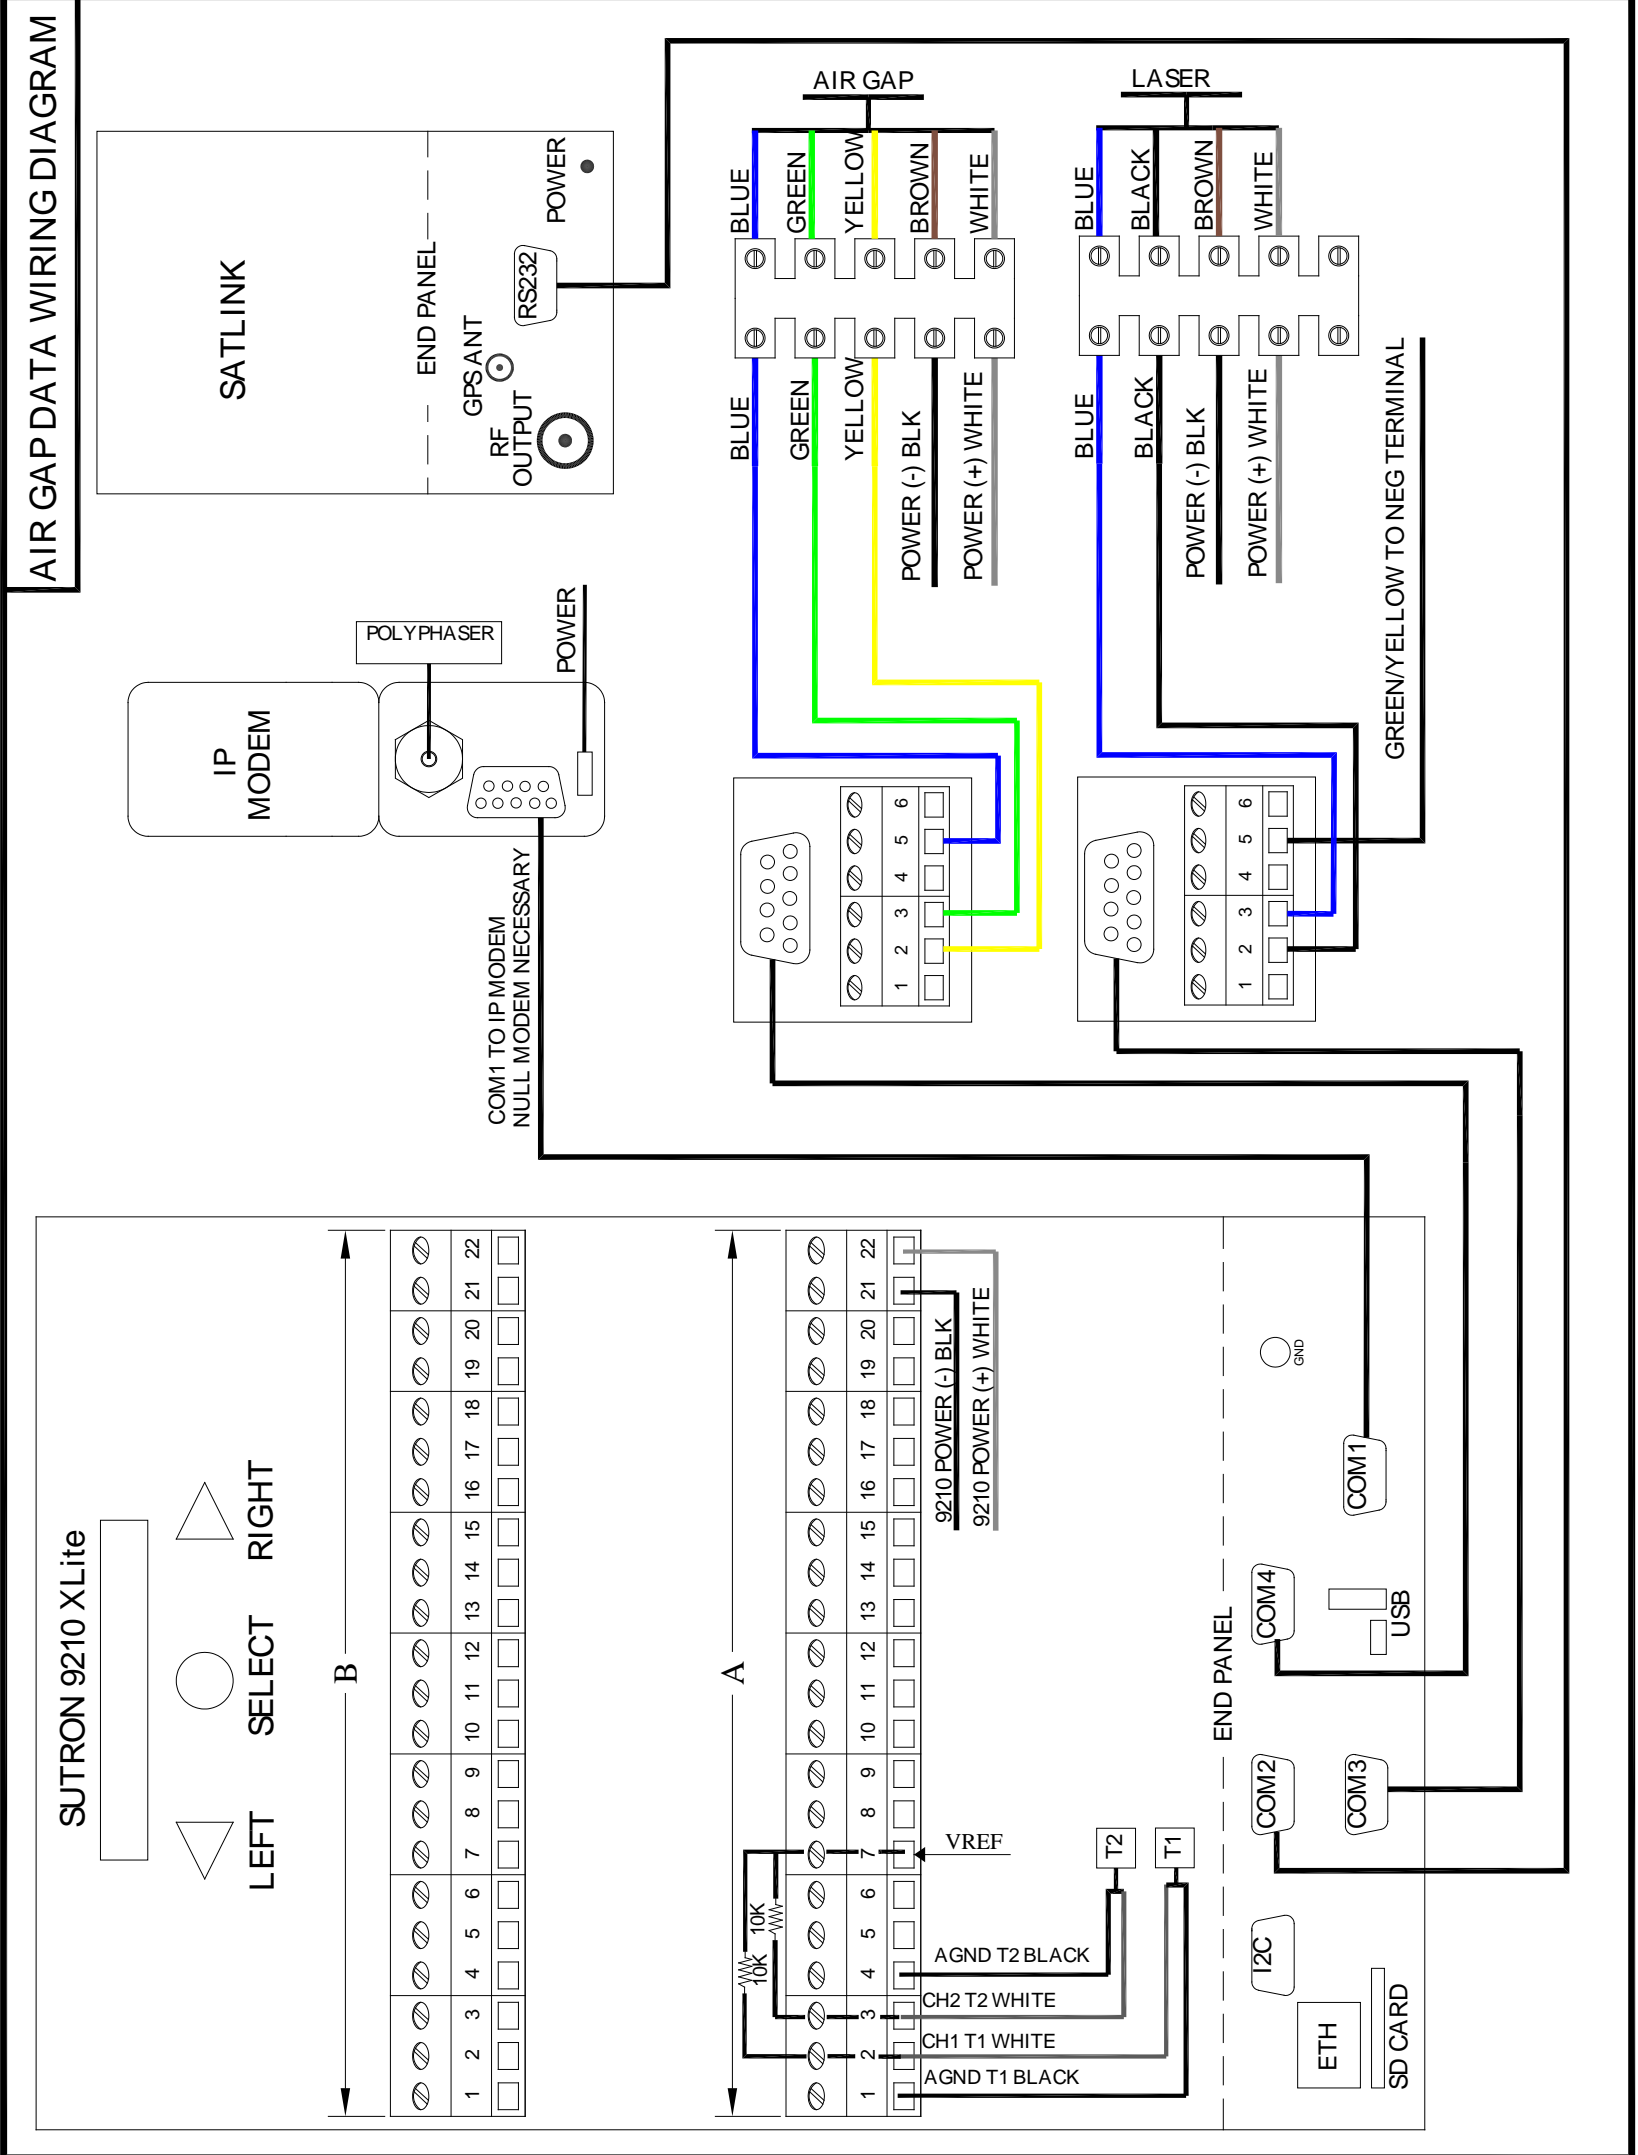 AIR GAP DATA WIRING DIAGRAM
SUTRON 9210 XLite
LEFT
SELECT
RIGHT
B
1 2 3 4 5 6 7 8 9 10 11 12 13 14 15 16 17 18 19 20 21 22
A
10K
10K
1 2 3 4 5 6 7 8 9 10 11 12 13 14 15 16 17 18 19 20 21 22
VREF
AGND T2 BLACK
CH2 T2 WHITE
CH1 T1 WHITE
AGND T1 BLACK
T2
T1
9210 POWER (-) BLK
9210 POWER (+) WHITE
END PANEL
I2C
COM2
COM4
COM3
COM1
GND
USB
ETH
SD CARD
IP
MODEM
POLYPHASER
POWER
COM1 TO IP MODEM
NULL MODEM NECESSARY
SATLINK
END PANEL
GPS ANT
RF
OUTPUT
RS232
POWER
1 2 3 4 5 6
BLUE
GREEN
YELLOW
POWER (-) BLK
POWER (+) WHITE
BLUE
GREEN
YELLOW
BROWN
WHITE
AIR GAP
1 2 3 4 5 6
BLUE
BLACK
POWER (-) BLK
POWER (+) WHITE
GREEN/YELLOW TO NEG TERMINAL
BLUE
BLACK
BROWN
WHITE
LASER